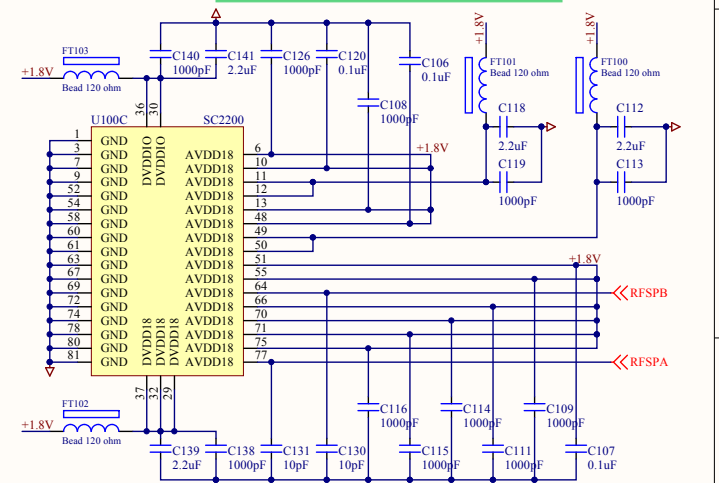 +1.8V
+1.8V
FT103
C140
1000pF
C141
2.2uF
C126
1000pF
C120
0.1uF
C106
0.1uF
FT101
Bead 120 ohm
FT100
Bead 120 ohm
+1.8V
Bead 120 ohm
C108
1000pF
C118
2.2uF
C112
2.2uF
36
30
U100C
SC2200
C119
1000pF
C113
1000pF
1 GND
3 GND
7 GND
9 GND
52 GND
54 GND
58 GND
60 GND
61 GND
63 GND
67 GND
69 GND
72 GND
74 GND
78 GND
80 GND
81 GND
DVDDIO
DVDDIO
AVDD18 6
AVDD18 10
AVDD18 11
AVDD18 12
AVDD18 13
AVDD18 48
AVDD18 49
AVDD18 50
AVDD18 51
AVDD18 55
AVDD18 64
AVDD18 66
AVDD18 70
AVDD18 71
AVDD18 75
AVDD18 77
+1.8V
+1.8V
RFSPB
RFSPA
DVDD18
DVDD18
DVDD18
37
32
29
FT102
+1.8V
Bead 120 ohm
C116
1000pF
C114
1000pF
C109
1000pF
C139
2.2uF
C138
1000pF
C131
10pF
C130
10pF
C115
1000pF
C111
1000pF
C107
0.1uF